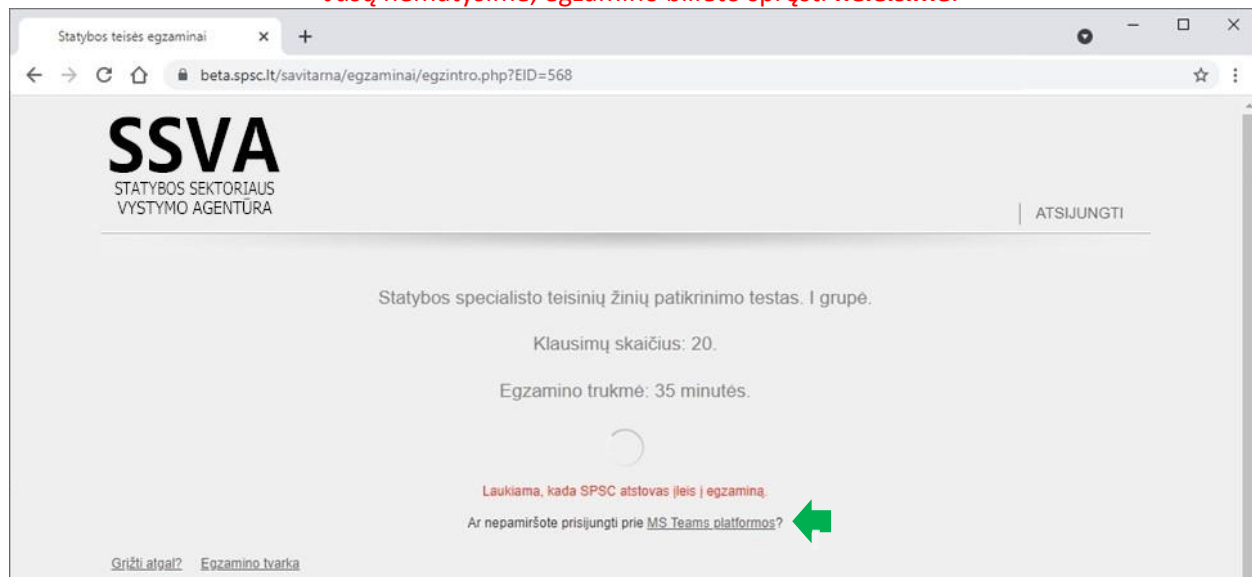 Statybos teisės egzaminai
beta.spsc.lt/savitarna/egzaminai/egzintro.php?EID=568
SSVA
STATYBOS SEKTORIAUS
VYSTYMO AGENTŪRA
ATSIJUNGTI
Statybos specialisto teisinių žinių patikrinimo testas. I grupė.
Klausimų skaičius: 20.
Egzamino trukmė: 35 minutės.
Laukiama, kada SPSC atstovas įleis į egzaminą.
Ar nepamiršote prisijungti prie MS Teams platformos?
Grįžti atgal? Egzamino tvarka